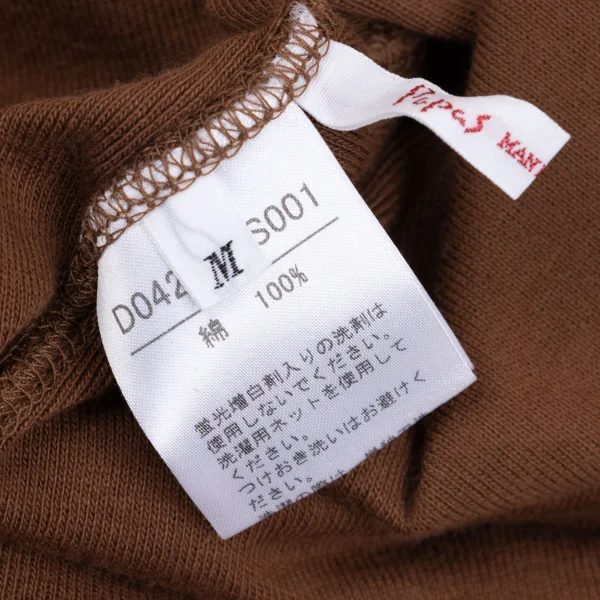 Papas MAN
D042
S001
M
綿 100%
蛍光増白剤入りの洗剤は
使用しないでください。
洗濯用ネットを使用して
ください。
つけおき洗いはお避けく
ださい。